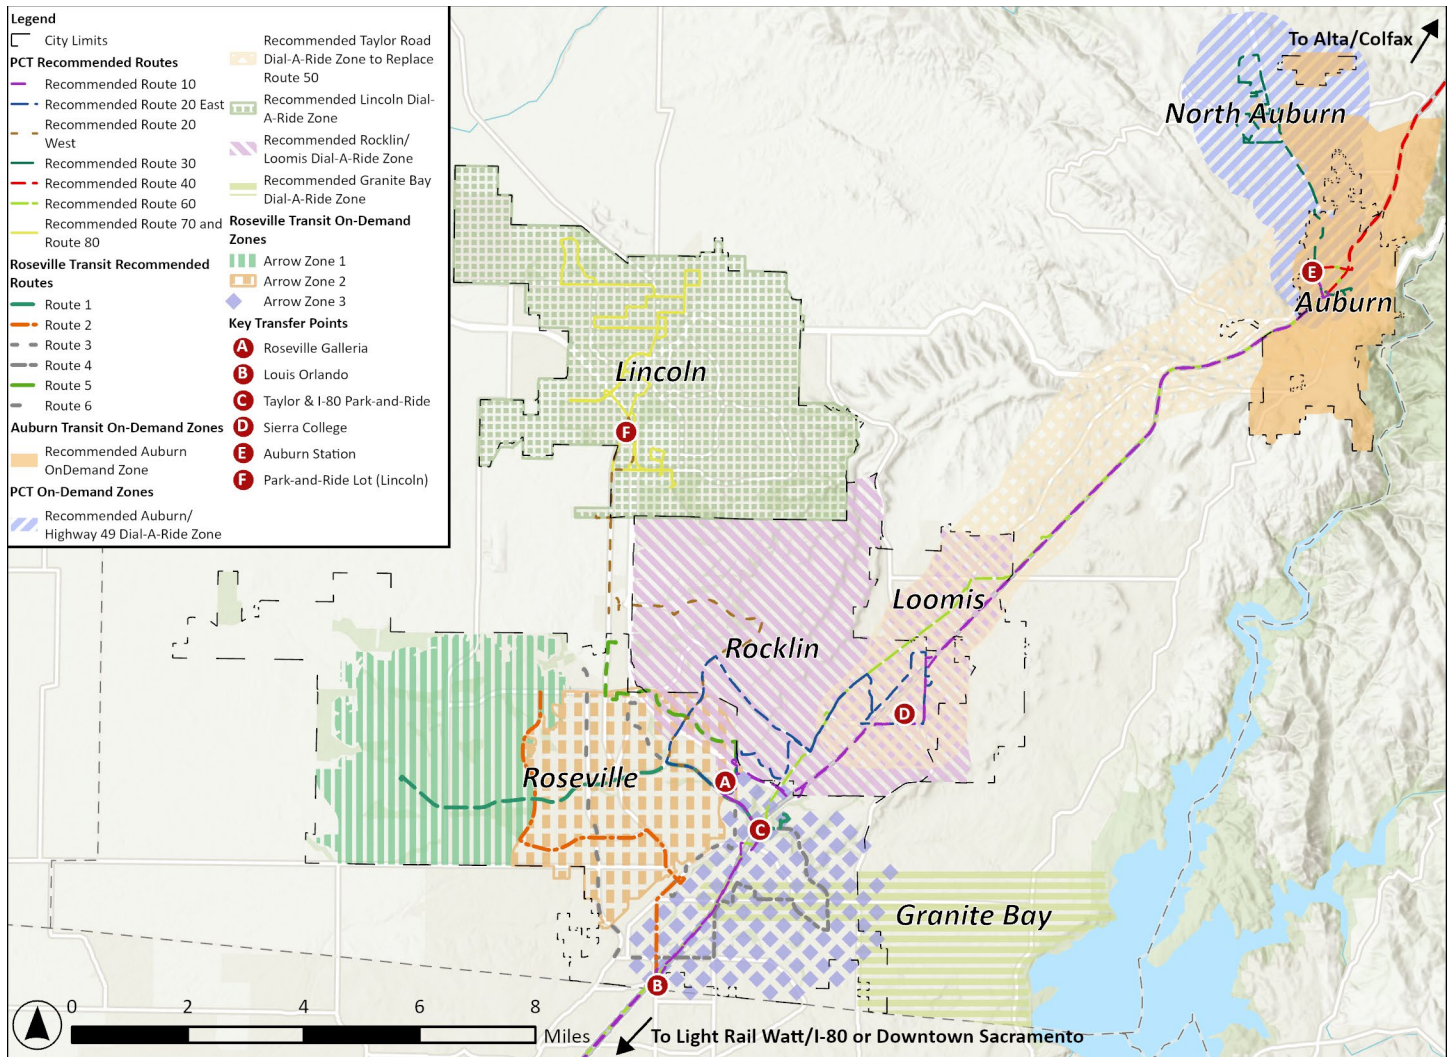 Legend
City Limits
PCT Recommended Routes
Recommended Route 10
Recommended Route 20 East
Recommended Route 20
West
Recommended Route 30
Recommended Route 40
Recommended Route 60
Recommended Route 70 and
Route 80
Roseville Transit Recommended
Routes
Route 1
Route 2
Route 3
Route 4
Route 5
Route 6
Auburn Transit On-Demand Zones
Recommended Auburn
OnDemand Zone
PCT On-Demand Zones
Recommended Auburn/
Highway 49 Dial-A-Ride Zone
Recommended Taylor Road
Dial-A-Ride Zone to Replace
Route 50
Recommended Lincoln Dial-
A-Ride Zone
Recommended Rocklin/
Loomis Dial-A-Ride Zone
Recommended Granite Bay
Dial-A-Ride Zone
Roseville Transit On-Demand
Zones
Arrow Zone 1
Arrow Zone 2
Arrow Zone 3
Key Transfer Points
A Roseville Galleria
B Louis Orlando
C Taylor & I-80 Park-and-Ride
D Sierra College
E Auburn Station
F Park-and-Ride Lot (Lincoln)
To Alta/Colfax
North Auburn
E
Auburn
Lincoln
F
Loomis
Rocklin
D
Roseville
A
C
Granite Bay
B
0 2 4 6 8
Miles
To Light Rail Watt/I-80 or Downtown Sacramento